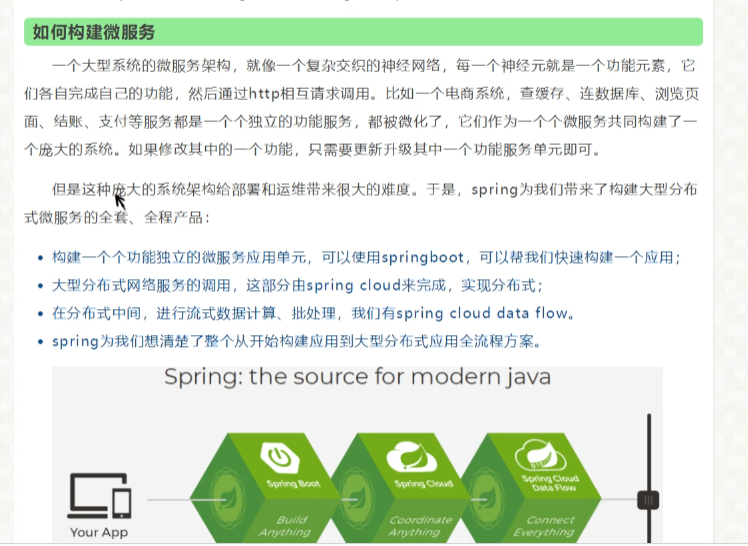 如何构建微服务
一个大型系统的微服务架构，就像一个复杂交织的神经网络，每一个神经元就是一个功能元素，它
们各自完成自己的功能，然后通过http相互请求调用。比如一个电商系统，查缓存、连数据库、浏览页
面、结账、支付等服务都是一个个独立的功能服务，都被微化了，它们作为一个个微服务共同构建了一
个庞大的系统。如果修改其中的一个功能，只需要更新升级其中一个功能服务单元即可。
但是这种庞大的系统架构给部署和运维带来很大的难度。于是，spring为我们带来了构建大型分布
式微服务的全套、全程产品：
构建一个个功能独立的微服务应用单元，可以使用springboot，可以帮我们快速构建一个应用；
大型分布式网络服务的调用，这部分由spring cloud来完成，实现分布式；
在分布式中间，进行流式数据计算、批处理，我们有spring cloud data flow。
spring为我们想清楚了整个从开始构建应用到大型分布式应用全流程方案。
Spring: the source for modern java
Spring Boot
Spring Cloud
Spring Cloud
Data Flow
Your App
Build
Anything
Coordinate
Anything
Connect
Everything